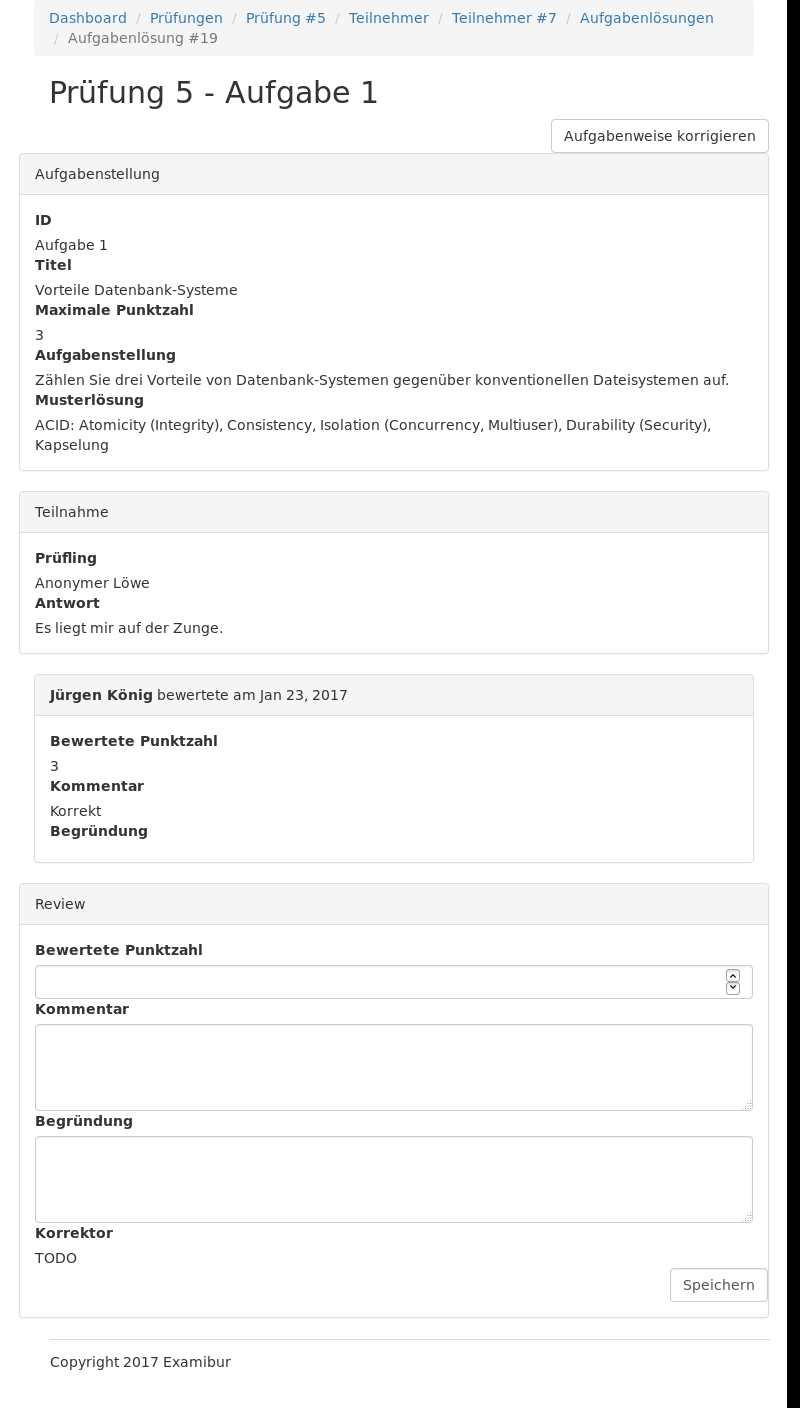 Dashboard / Prüfungen / Prüfung #5 / Teilnehmer / Teilnehmer #7 / Aufgabenlösungen
/ Aufgabenlösung #19
Prüfung 5 - Aufgabe 1
Aufgabenweise korrigieren
Aufgabenstellung
ID
Aufgabe 1
Titel
Vorteile Datenbank-Systeme
Maximale Punktzahl
3
Aufgabenstellung
Zählen Sie drei Vorteile von Datenbank-Systemen gegenüber konventionellen Dateisystemen auf.
Musterlösung
ACID: Atomicity (Integrity), Consistency, Isolation (Concurrency, Multiuser), Durability (Security),
Kapselung
Teilnahme
Prüfling
Anonymer Löwe
Antwort
Es liegt mir auf der Zunge.
Jürgen König bewertete am Jan 23, 2017
Bewertete Punktzahl
3
Kommentar
Korrekt
Begründung
Review
Bewertete Punktzahl
Kommentar
Begründung
Korrektor
TODO
Speichern
Copyright 2017 Examibur